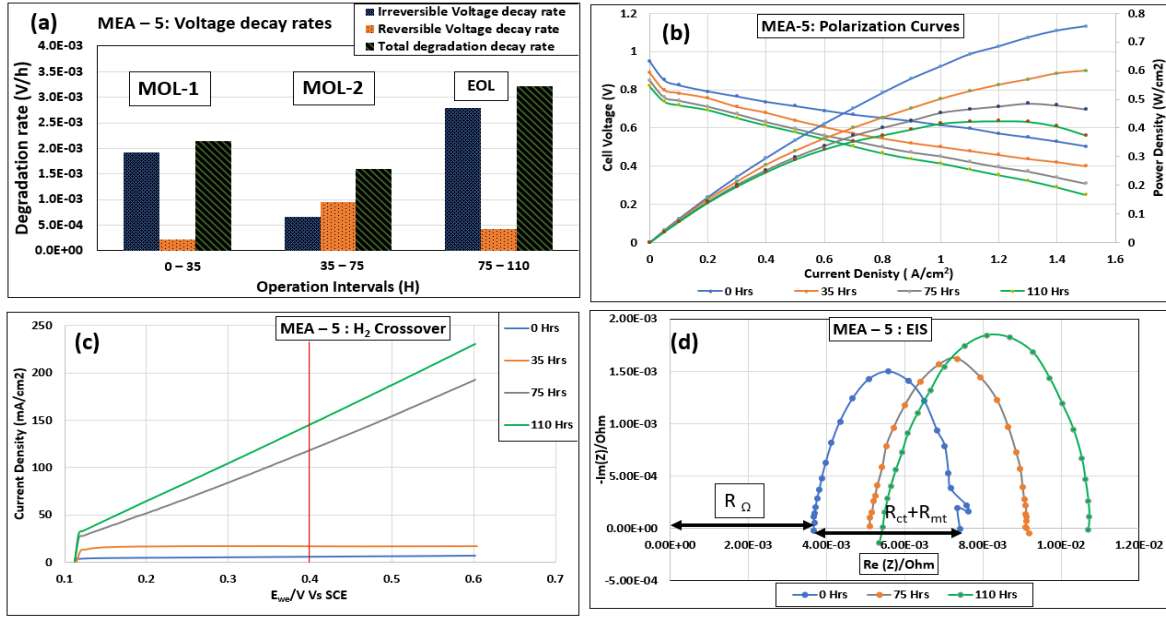 (a)
MEA – 5: Voltage decay rates
Irreversible Voltage decay rate
Reversible Voltage decay rate
Total degradation decay rate
4.0E-03
3.5E-03
3.0E-03
2.5E-03
2.0E-03
1.5E-03
1.0E-03
5.0E-04
0.0E+00
Degradation rate (V/h)
MOL-1
MOL-2
EOL
0 – 35
35 – 75
75 – 110
Operation Intervals (H)
(b)
MEA-5: Polarization Curves
1.2
1
0.8
0.6
0.4
0.2
0
Cell Voltage (V)
0.8
0.7
0.6
0.5
0.4
0.3
0.2
0.1
0
Power Density (W/cm2)
0
0.2
0.4
0.6
0.8
1
1.2
1.4
1.6
Current Denisty ( A/cm²)
0 Hrs
35 Hrs
75 Hrs
110 Hrs
(c)
MEA – 5 : H₂ Crossover
250
200
150
100
50
0
Current Density (mA/cm2)
0.1
0.2
0.3
0.4
0.5
0.6
0.7
E_we/V Vs SCE
0 Hrs
35 Hrs
75 Hrs
110 Hrs
(d)
MEA – 5 : EIS
2.00E-03
1.50E-03
1.00E-03
5.00E-04
0.00E+00
-5.00E-04
-Im(Z)/Ohm
R Ω
R_ct+R_mt
0.00E+00
2.00E-03
4.00E-03
6.00E-03
8.00E-03
1.00E-02
1.20E-02
Re (Z)/Ohm
0 Hrs
75 Hrs
110 Hrs